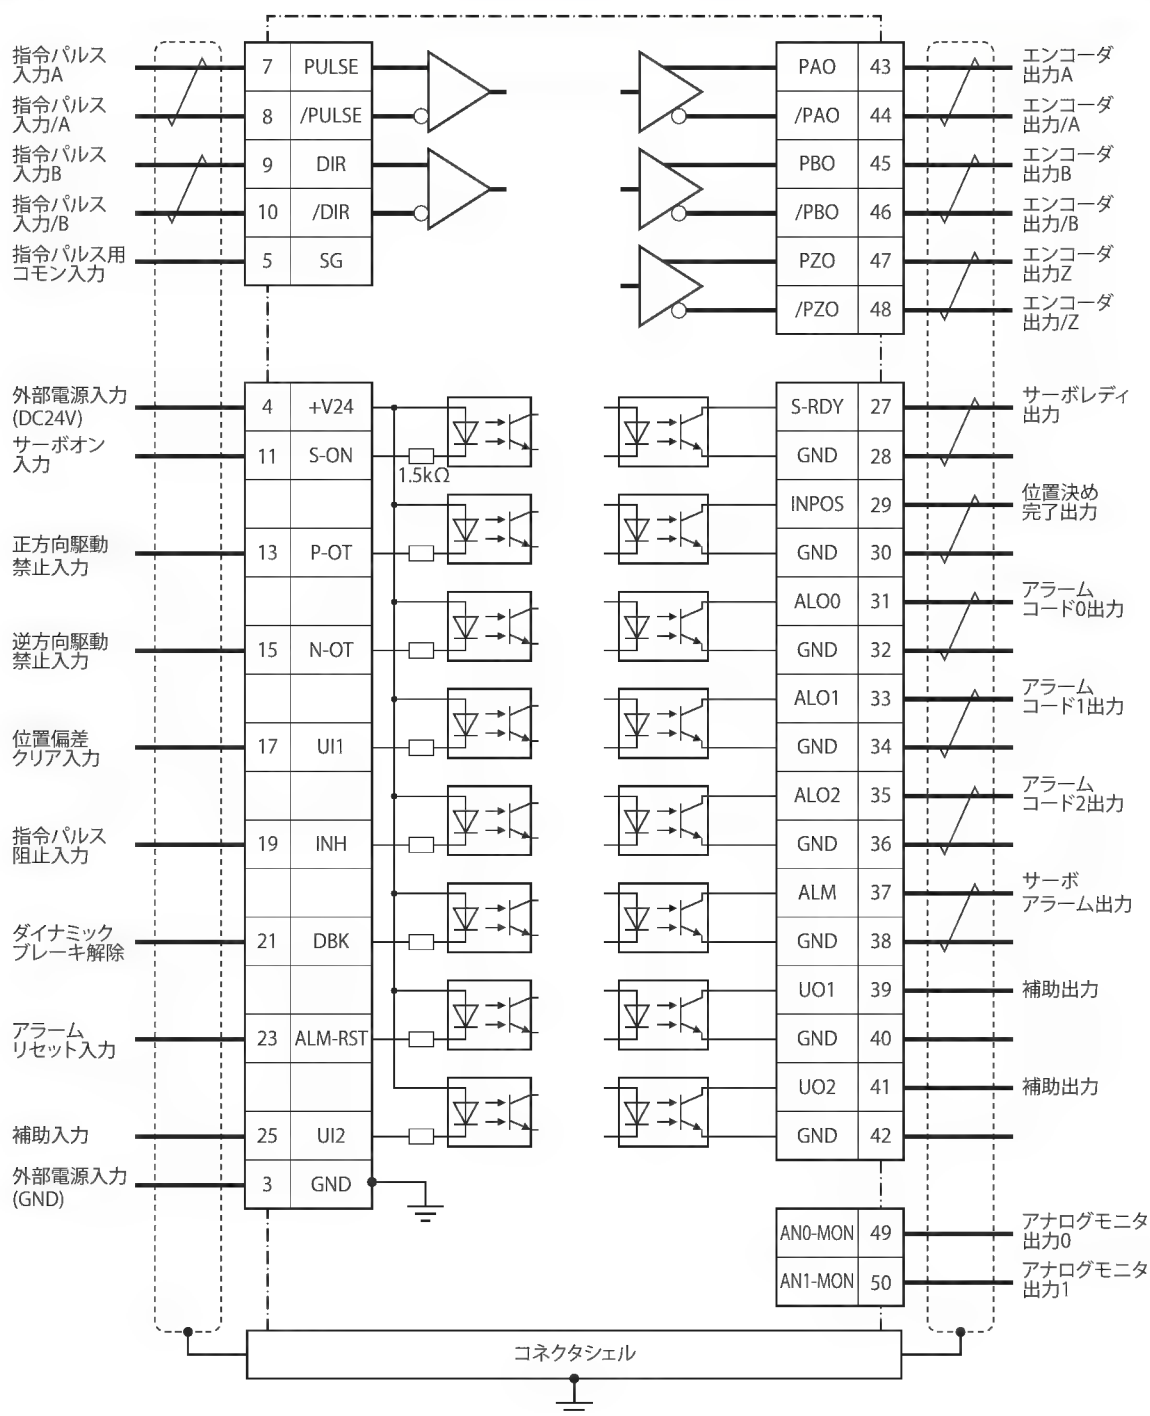 指令パルス
入力A
7 PULSE
指令パルス
入力/A
8 /PULSE
指令パルス
入力B
9 DIR
指令パルス
入力/B
10 /DIR
指令パルス用
コモン入力
5 SG
PAO 43
エンコーダ
出力A
/PAO 44
エンコーダ
出力/A
PBO 45
エンコーダ
出力B
/PBO 46
エンコーダ
出力/B
PZO 47
エンコーダ
出力Z
/PZO 48
エンコーダ
出力/Z
外部電源入力
(DC24V)
4 +V24
サーボオン
入力
11 S-ON
1.5kΩ
正方向駆動
禁止入力
13 P-OT
逆方向駆動
禁止入力
15 N-OT
位置偏差
クリア入力
17 UI1
指令パルス
阻止入力
19 INH
ダイナミック
ブレーキ解除
21 DBK
アラーム
リセット入力
23 ALM-RST
補助入力
25 UI2
外部電源入力
(GND)
3 GND
S-RDY 27
サーボレディ
出力
GND 28
INPOS 29
位置決め
完了出力
GND 30
ALO0 31
アラーム
コード0出力
GND 32
ALO1 33
アラーム
コード1出力
GND 34
ALO2 35
アラーム
コード2出力
GND 36
ALM 37
サーボ
アラーム出力
GND 38
UO1 39
補助出力
GND 40
UO2 41
補助出力
GND 42
AN0-MON 49
アナログモニタ
出力0
AN1-MON 50
アナログモニタ
出力1
コネクタシェル